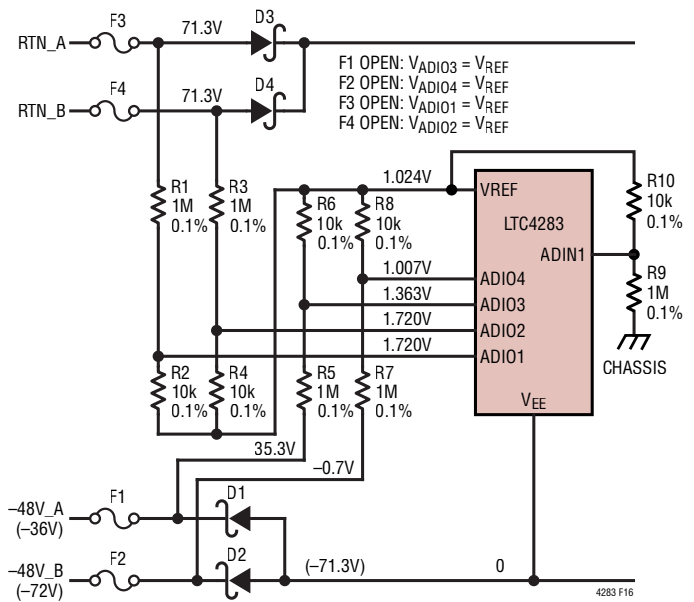 F3
RTN_A
71.3V
D3
F4
RTN_B
71.3V
D4
F1 OPEN: VADIO3 = VREF
F2 OPEN: VADIO4 = VREF
F3 OPEN: VADIO1 = VREF
F4 OPEN: VADIO2 = VREF
R1
1M
0.1%
R3
1M
0.1%
1.024V
R6
10k
0.1%
R8
10k
0.1%
VREF
LTC4283
ADIN1
R10
10k
0.1%
R9
1M
0.1%
CHASSIS
1.007V
ADIO4
1.363V
ADIO3
1.720V
ADIO2
1.720V
ADIO1
VEE
R2
10k
0.1%
R4
10k
0.1%
R5
1M
0.1%
R7
1M
0.1%
35.3V
–0.7V
–48V_A
(–36V)
F1
D1
–48V_B
(–72V)
F2
D2
(–71.3V)
0
4283 F16